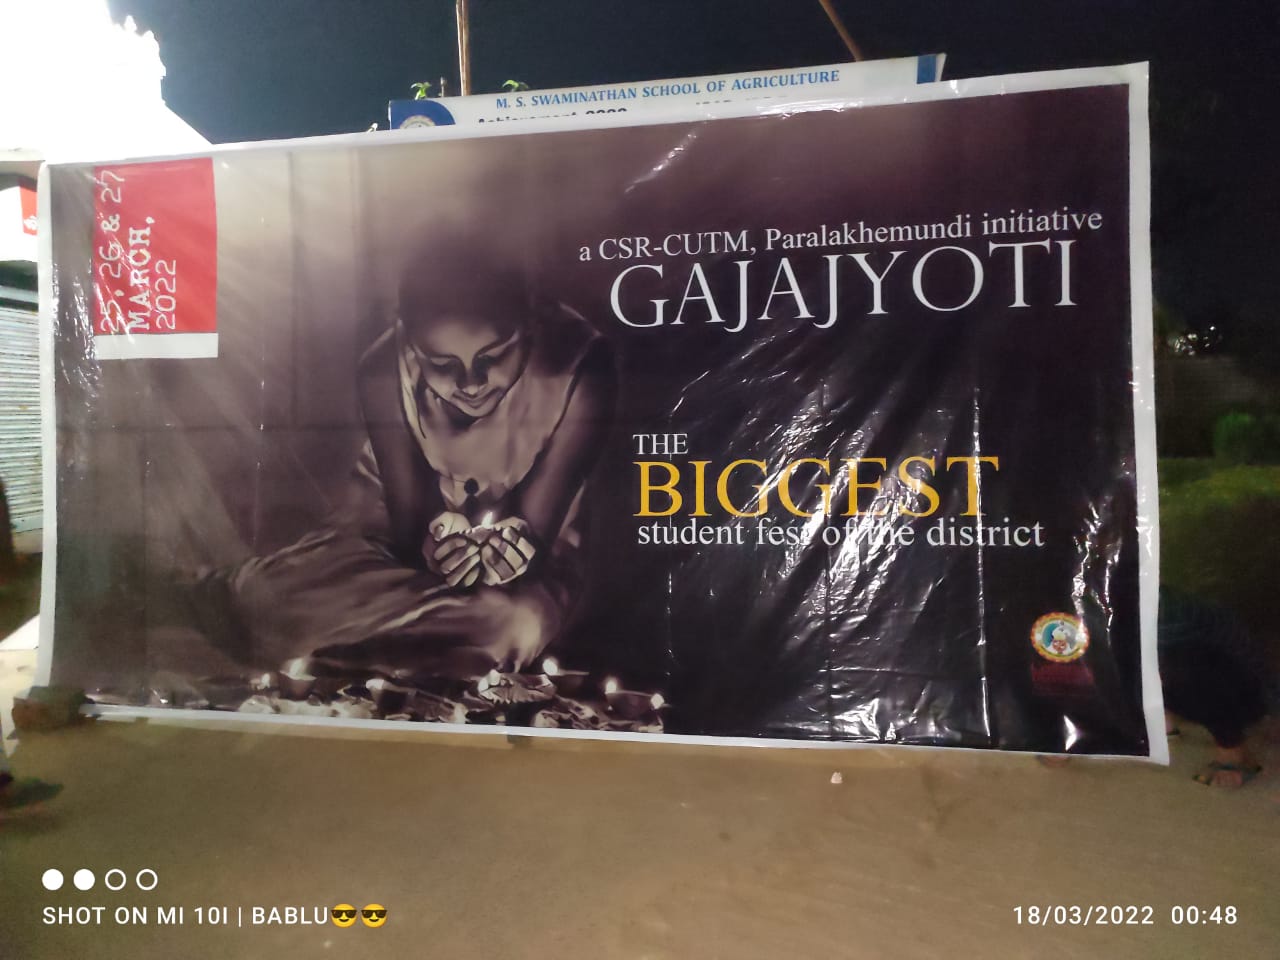 M. S. SWAMINATHAN SCHOOL OF AGRICULTURE
25, 26 & 27
MARCH,
2022
a CSR-CUTM, Paralakhemundi initiative
GAJAJYOTI
THE
BIGGEST
student fest of the district
SHOT ON MI 10I | BABLU😎😎
18/03/2022 00:48